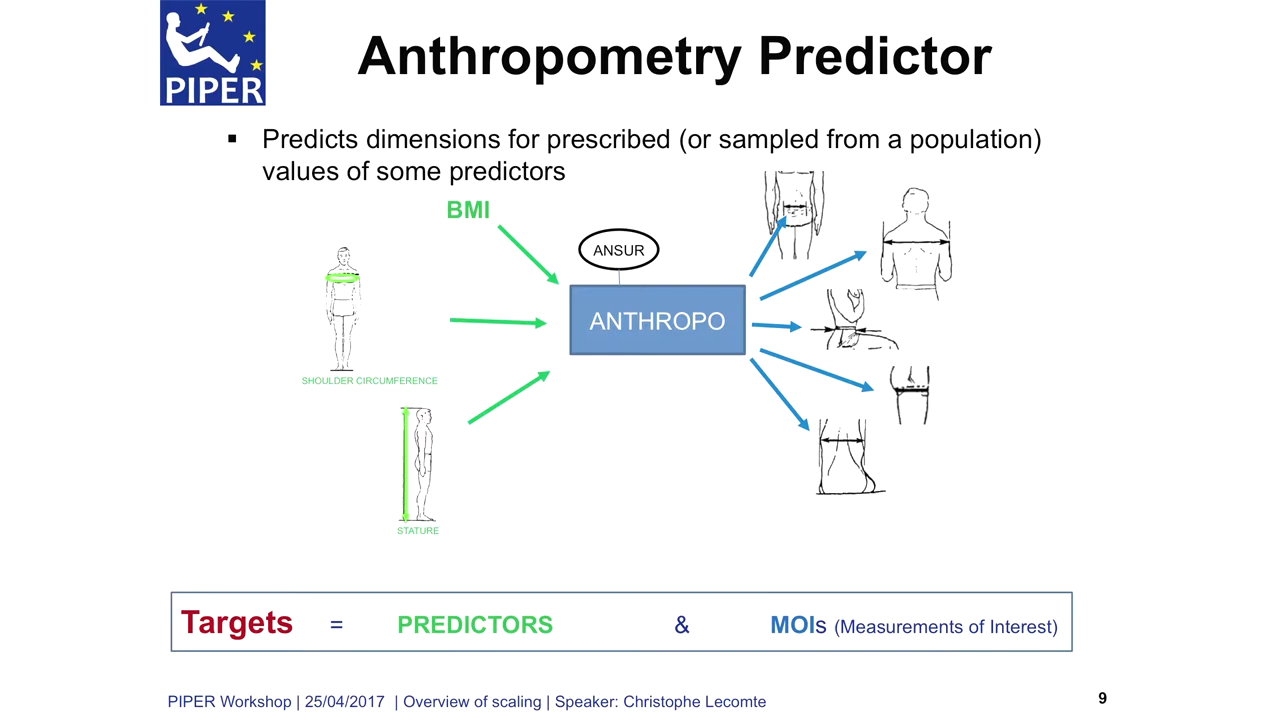 PIPER
Anthropometry Predictor
▪ Predicts dimensions for prescribed (or sampled from a population)
values of some predictors
BMI
ANSUR
ANTHROPO
SHOULDER CIRCUMFERENCE
STATURE
Targets = PREDICTORS & MOIs (Measurements of Interest)
PIPER Workshop | 25/04/2017 | Overview of scaling | Speaker: Christophe Lecomte
9